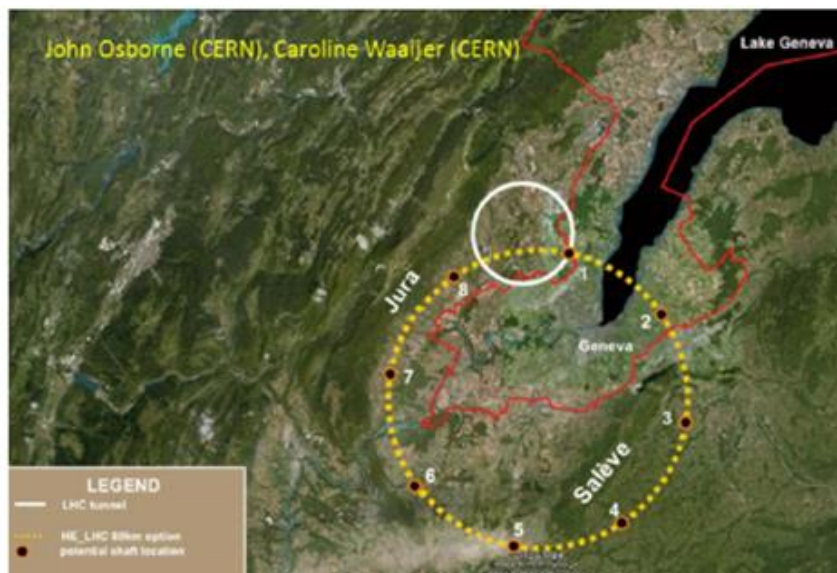 John Osborne (CERN), Caroline Waaijer (CERN)
Lake Geneva
Jura
8
1
2
Geneva
7
3
Salève
6
4
5
LEGEND
LHC tunnel
HE_LHC 80km option
potential shaft location